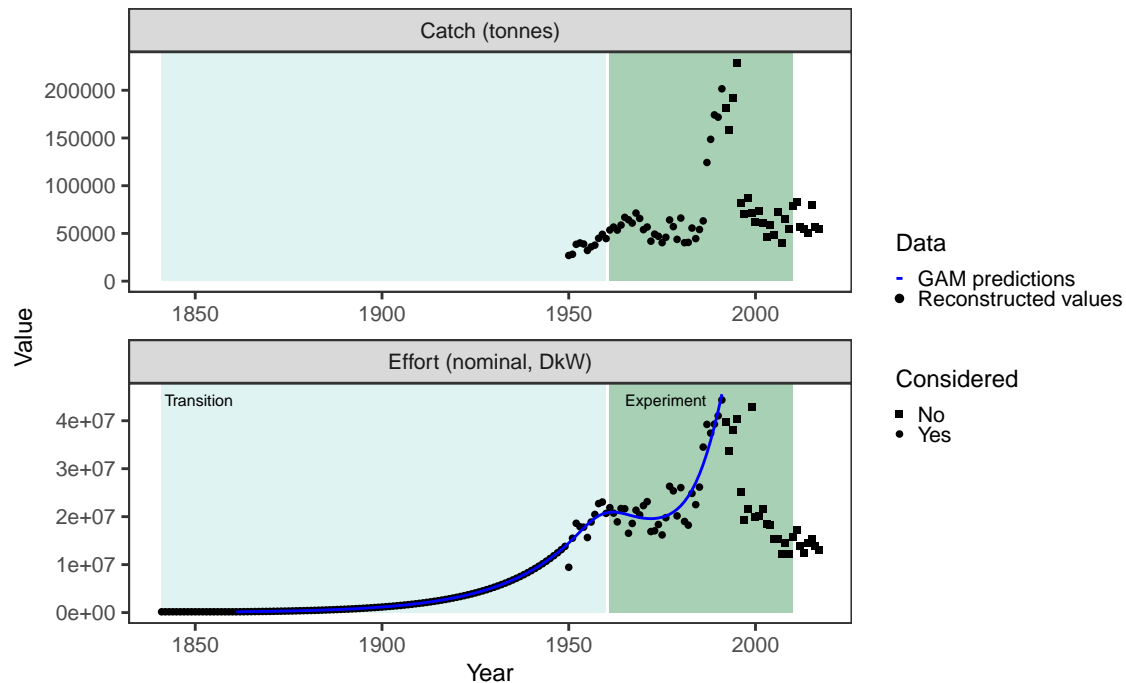 Catch (tonnes)
200000
150000
100000
50000
0
1850
1900
1950
2000
Value
Effort (nominal, DkW)
Transition
Experiment
4e+07
3e+07
2e+07
1e+07
0e+00
1850
1900
1950
2000
Year
Data
GAM predictions
Reconstructed values
Considered
No
Yes